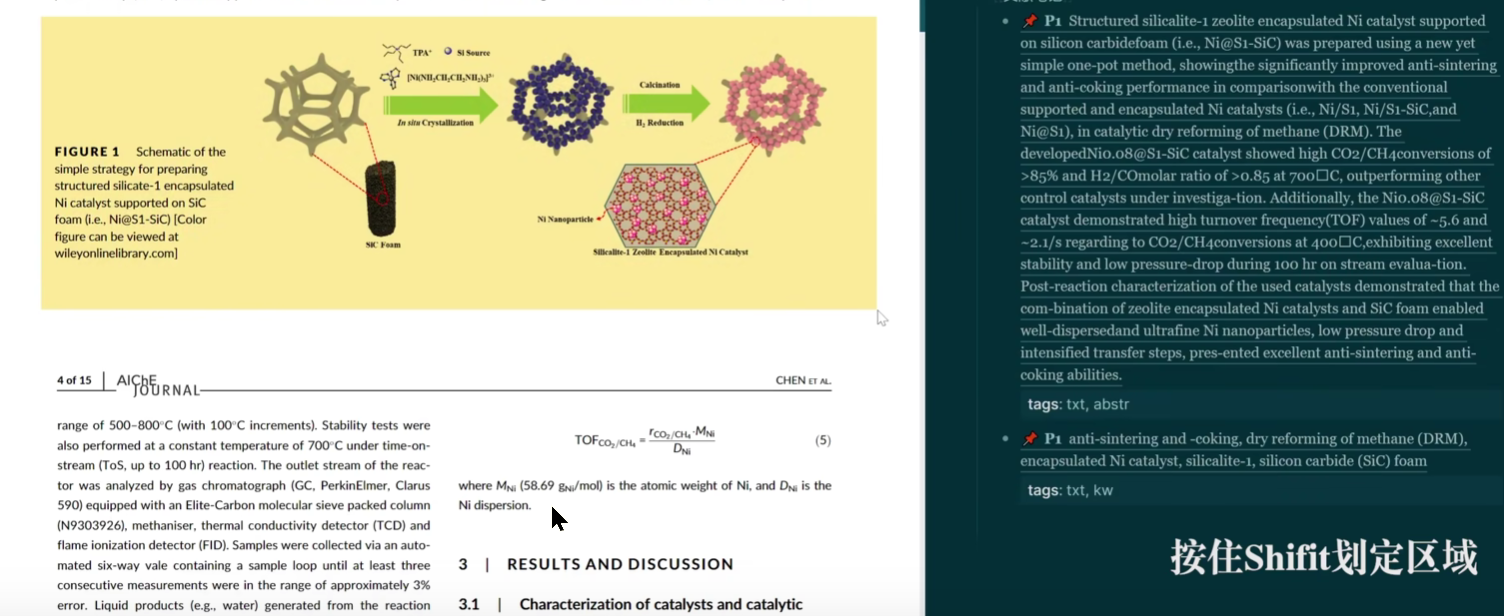 TPA⁺ Si Source
[Ni(NH₂CH₂CH₂NH₂)₃]²⁺
In situ Crystallization
Calcination
H₂ Reduction
FIGURE 1 Schematic of the
simple strategy for preparing
structured silicate-1 encapsulated
Ni catalyst supported on SiC
foam (i.e., Ni@S1-SiC) [Color
figure can be viewed at
wileyonlinelibrary.com]
SiC Foam
Ni Nanoparticle
Silicalite-1 Zeolite Encapsulated Ni Catalyst
4 of 15 AIChE JOURNAL CHEN ET AL.
range of 500–800°C (with 100°C increments). Stability tests were
also performed at a constant temperature of 700°C under time-on-
stream (ToS, up to 100 hr) reaction. The outlet stream of the reac-
tor was analyzed by gas chromatograph (GC, PerkinElmer, Clarus
590) equipped with an Elite-Carbon molecular sieve packed column
(N9303926), methaniser, thermal conductivity detector (TCD) and
flame ionization detector (FID). Samples were collected via an auto-
mated six-way vale containing a sample loop until at least three
consecutive measurements were in the range of approximately 3%
error. Liquid products (e.g., water) generated from the reaction
TOF CO₂/CH₄ = r CO₂/CH₄ · M Ni / D Ni (5)
where M Ni (58.69 g Ni/mol) is the atomic weight of Ni, and D Ni is the
Ni dispersion.
3 | RESULTS AND DISCUSSION
3.1 | Characterization of catalysts and catalytic
• 📌 P1 Structured silicalite-1 zeolite encapsulated Ni catalyst supported
on silicon carbidefoam (i.e., Ni@S1-SiC) was prepared using a new yet
simple one-pot method, showingthe significantly improved anti-sintering
and anti-coking performance in comparisonwith the conventional
supported and encapsulated Ni catalysts (i.e., Ni/S1, Ni/S1-SiC,and
Ni@S1), in catalytic dry reforming of methane (DRM). The
developedNi0.08@S1-SiC catalyst showed high CO2/CH4conversions of
>85% and H2/COmolar ratio of >0.85 at 700□C, outperforming other
control catalysts under investiga-tion. Additionally, the Ni0.08@S1-SiC
catalyst demonstrated high turnover frequency(TOF) values of ~5.6 and
~2.1/s regarding to CO2/CH4conversions at 400□C,exhibiting excellent
stability and low pressure-drop during 100 hr on stream evalua-tion.
Post-reaction characterization of the used catalysts demonstrated that the
com-bination of zeolite encapsulated Ni catalysts and SiC foam enabled
well-dispersedand ultrafine Ni nanoparticles, low pressure drop and
intensified transfer steps, pres-ented excellent anti-sintering and anti-
coking abilities.
tags: txt, abstr
• 📌 P1 anti-sintering and -coking, dry reforming of methane (DRM),
encapsulated Ni catalyst, silicalite-1, silicon carbide (SiC) foam
tags: txt, kw
按住Shifit划定区域